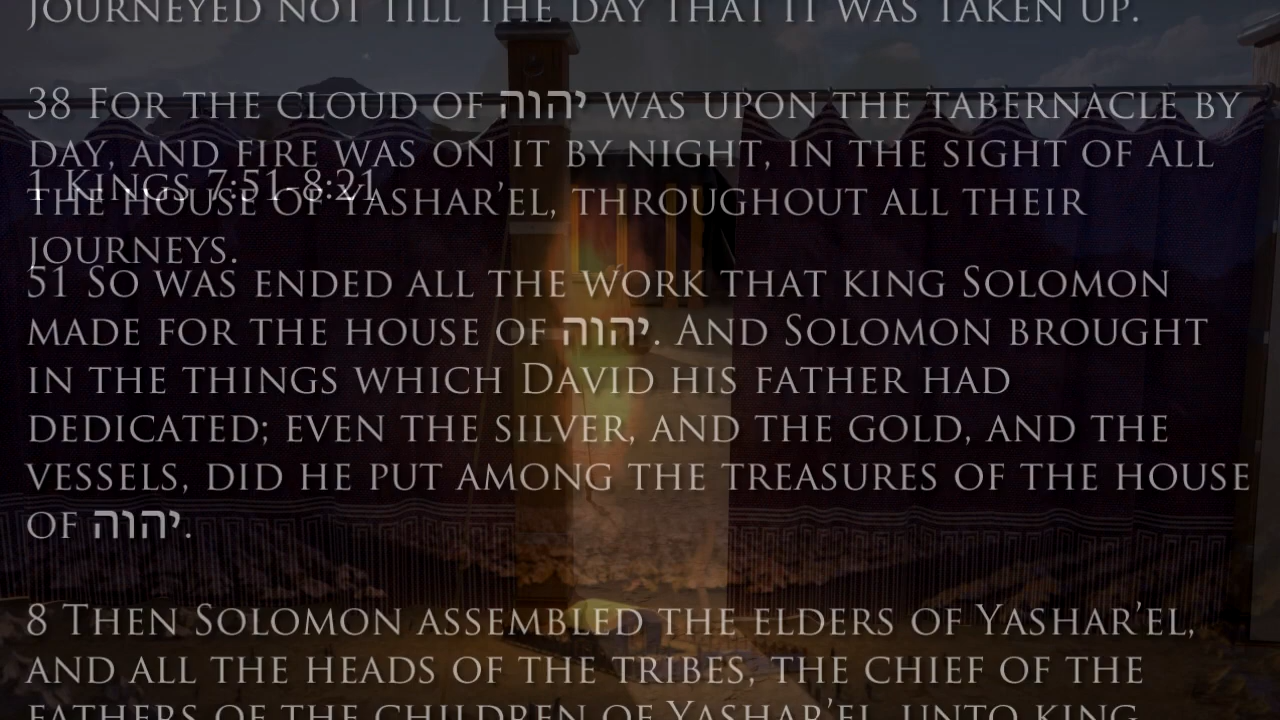 JOURNEYED NOT TILL THE DAY THAT IT WAS TAKEN UP.
38 FOR THE CLOUD OF יהוה WAS UPON THE TABERNACLE BY
DAY, AND FIRE WAS ON IT BY NIGHT, IN THE SIGHT OF ALL
1 KINGS 7:51-8:21
THE HOUSE OF YASHAR’EL, THROUGHOUT ALL THEIR
JOURNEYS.
51 SO WAS ENDED ALL THE WORK THAT KING SOLOMON
MADE FOR THE HOUSE OF יהוה. AND SOLOMON BROUGHT
IN THE THINGS WHICH DAVID HIS FATHER HAD
DEDICATED; EVEN THE SILVER, AND THE GOLD, AND THE
VESSELS, DID HE PUT AMONG THE TREASURES OF THE HOUSE
OF יהוה.
8 THEN SOLOMON ASSEMBLED THE ELDERS OF YASHAR’EL,
AND ALL THE HEADS OF THE TRIBES, THE CHIEF OF THE
FATHERS OF THE CHILDREN OF YASHAR’EL, UNTO KING